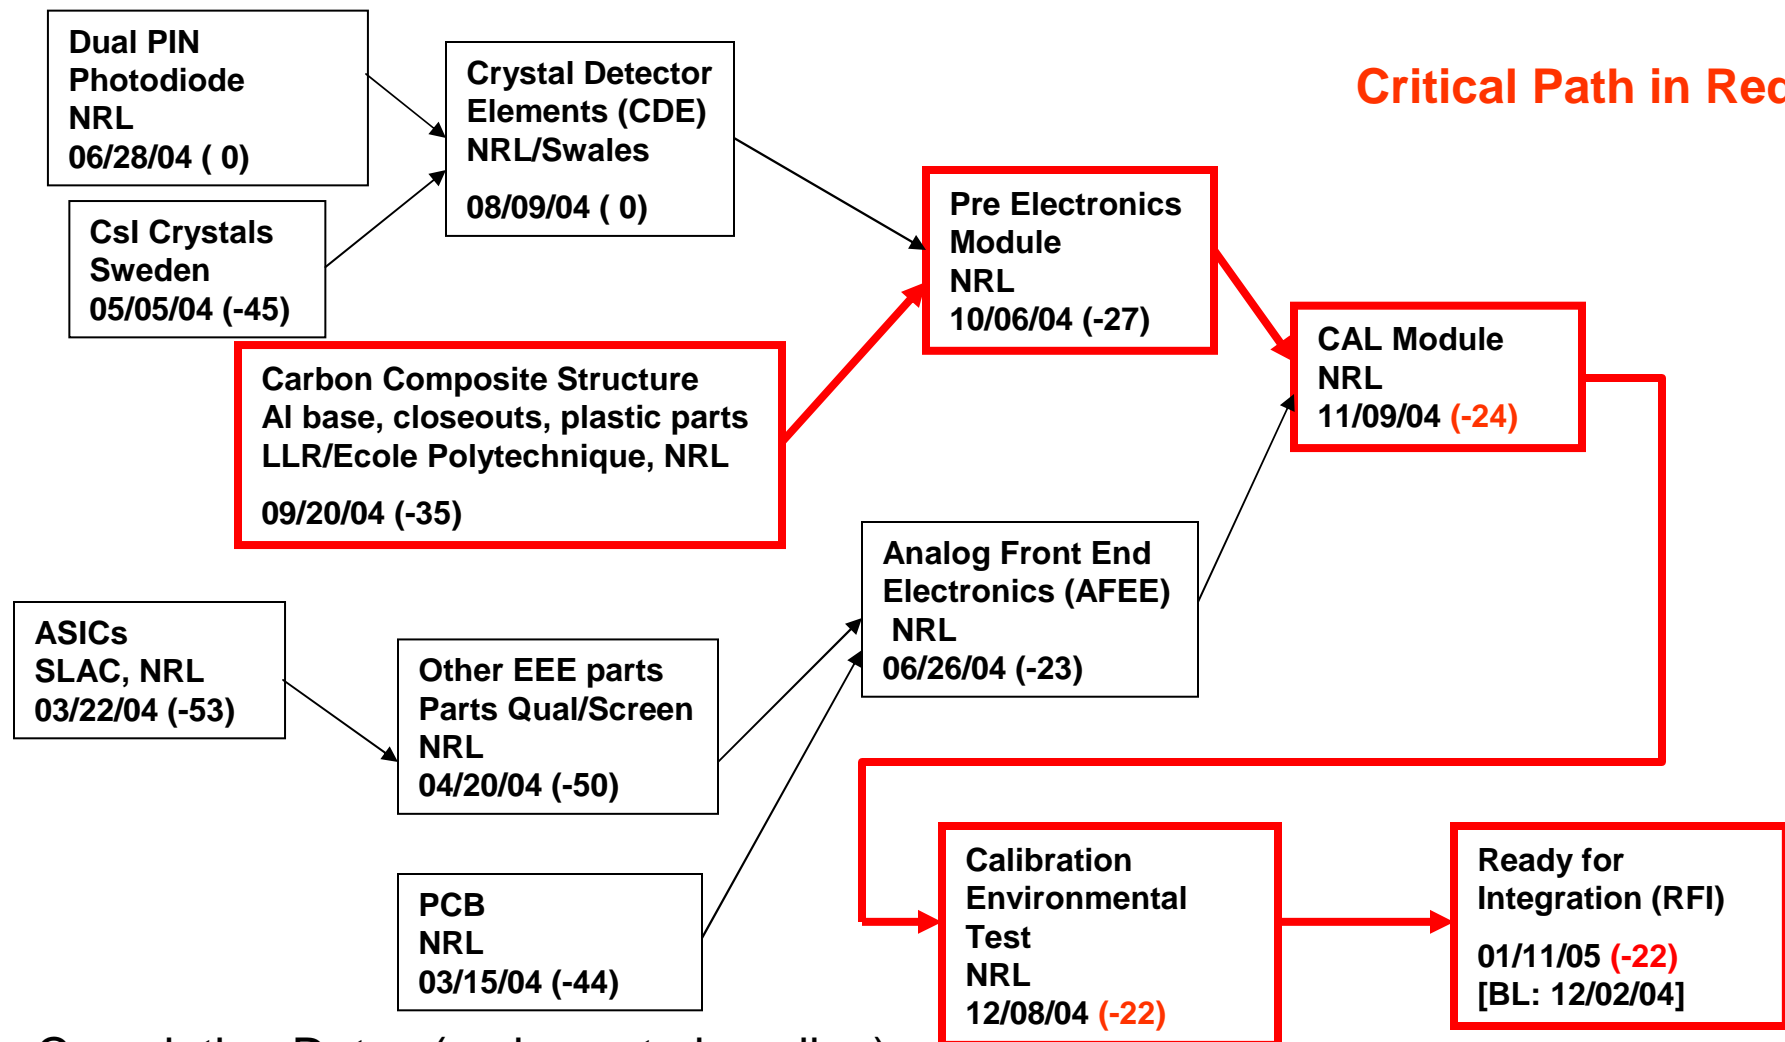 Dual PIN
Photodiode
NRL
06/28/04 ( 0)
Crystal Detector
Elements (CDE)
NRL/Swales
08/09/04 ( 0)
Critical Path in Red
CsI Crystals
Sweden
05/05/04 (-45)
Pre Electronics
Module
NRL
10/06/04 (-27)
CAL Module
NRL
11/09/04 (-24)
Carbon Composite Structure
Al base, closeouts, plastic parts
LLR/Ecole Polytechnique, NRL
09/20/04 (-35)
Analog Front End
Electronics (AFEE)
NRL
06/26/04 (-23)
ASICs
SLAC, NRL
03/22/04 (-53)
Other EEE parts
Parts Qual/Screen
NRL
04/20/04 (-50)
PCB
NRL
03/15/04 (-44)
Calibration
Environmental
Test
NRL
12/08/04 (-22)
Ready for
Integration (RFI)
01/11/05 (-22)
[BL: 12/02/04]